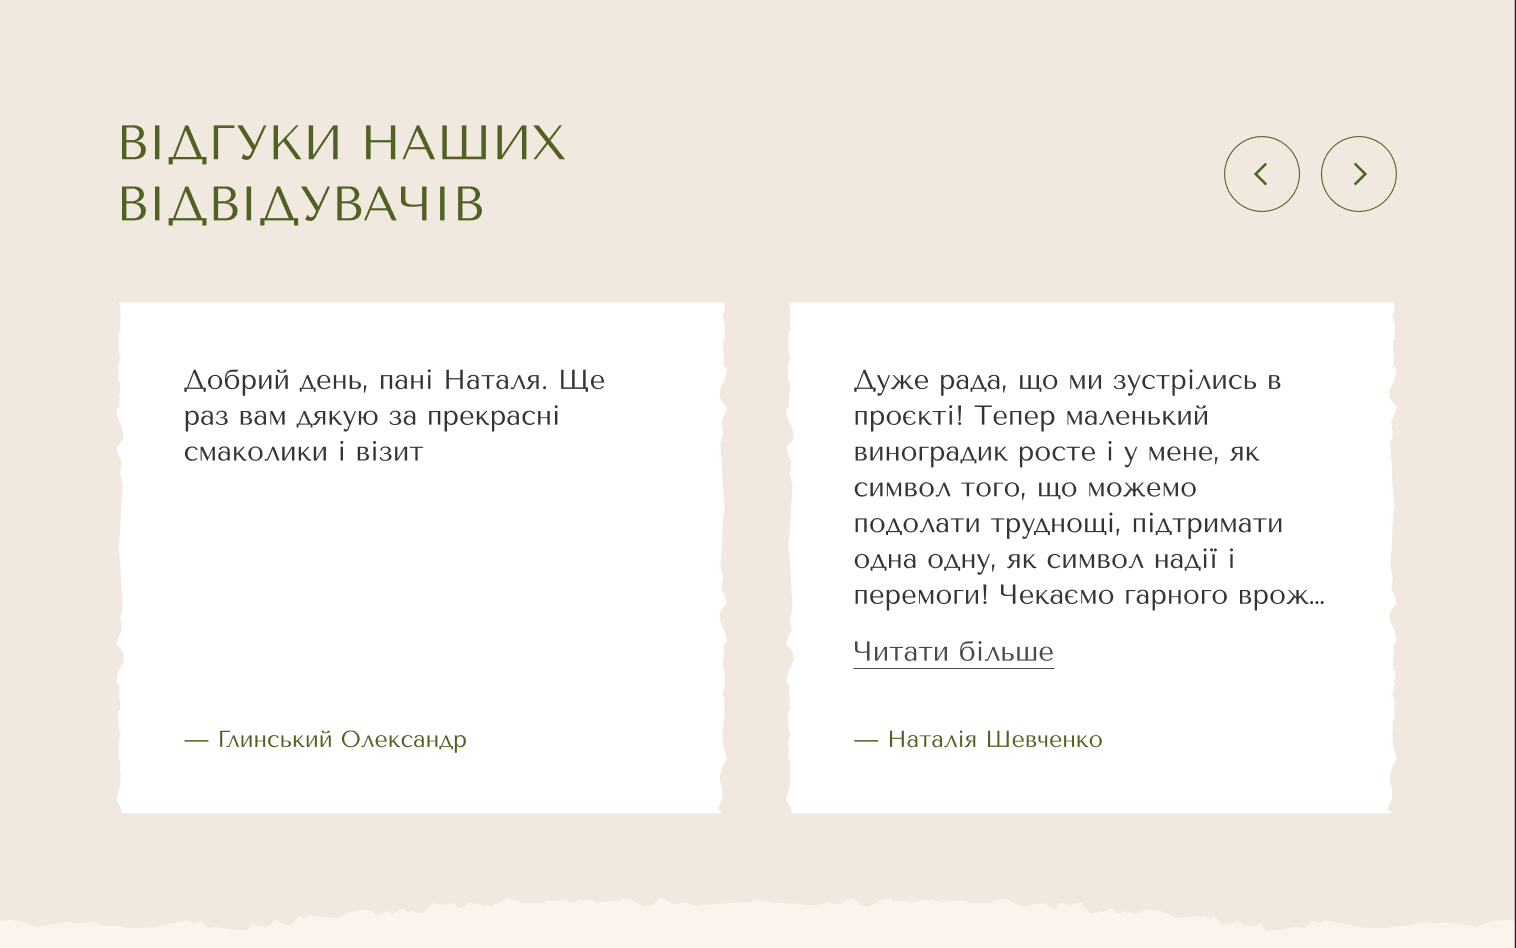 ВІДГУКИ НАШИХ
ВІДВІДУВАЧІВ
Добрий день, пані Наталя. Ще
раз вам дякую за прекрасні
смаколики і візит
— Глинський Олександр
Дуже рада, що ми зустрілись в
проєкті! Тепер маленький
виноградик росте і у мене, як
символ того, що можемо
подолати труднощі, підтримати
одна одну, як символ надії і
перемоги! Чекаємо гарного врож...
Читати більше
— Наталія Шевченко